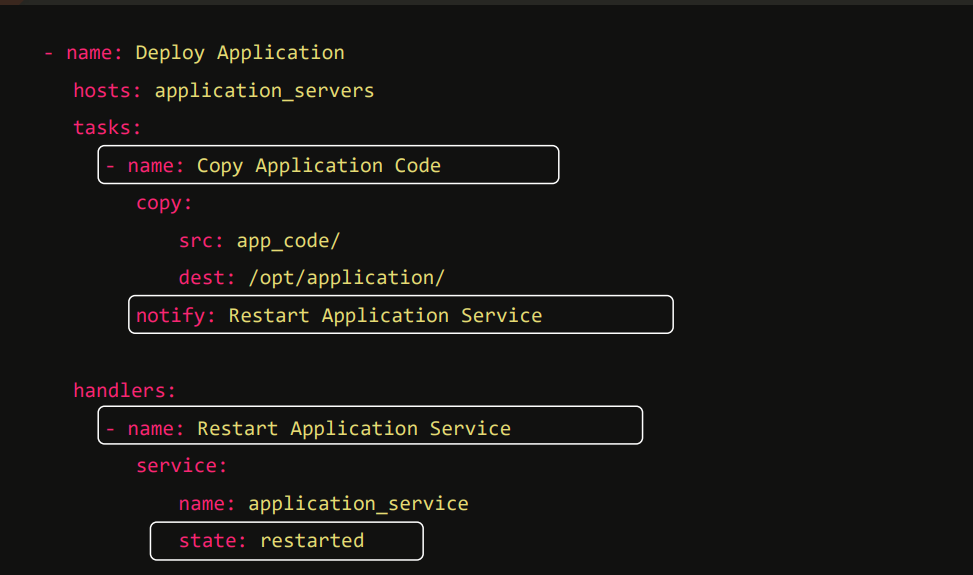 - name: Deploy Application
hosts: application_servers
tasks:
- name: Copy Application Code
copy:
src: app_code/
dest: /opt/application/
notify: Restart Application Service
handlers:
- name: Restart Application Service
service:
name: application_service
state: restarted